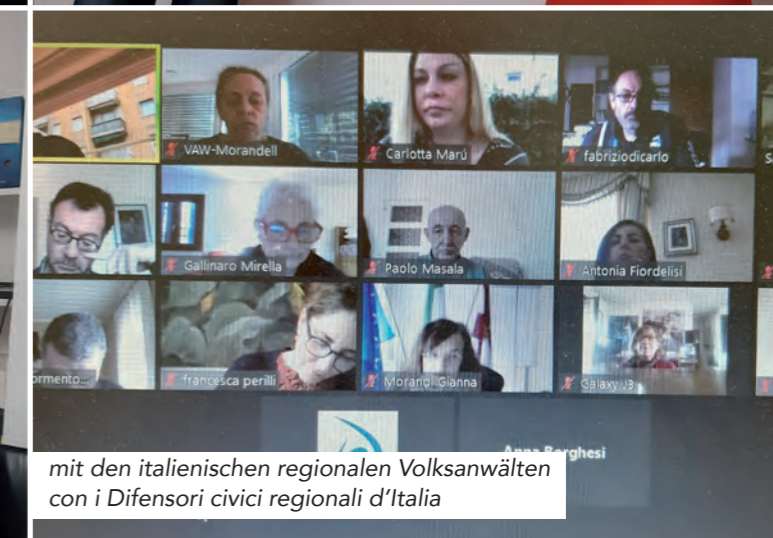 VAW-Morandell
Carlotta Marú
fabriziodicarlo
Gallinaro Mirella
Paolo Masala
Antonia Fiordelisi
ormento...
francesca perilli
Morandi Gianna
Galaxy J3
Anna Borghesi
mit den italienischen regionalen Volksanwälten
con i Difensori civici regionali d'Italia